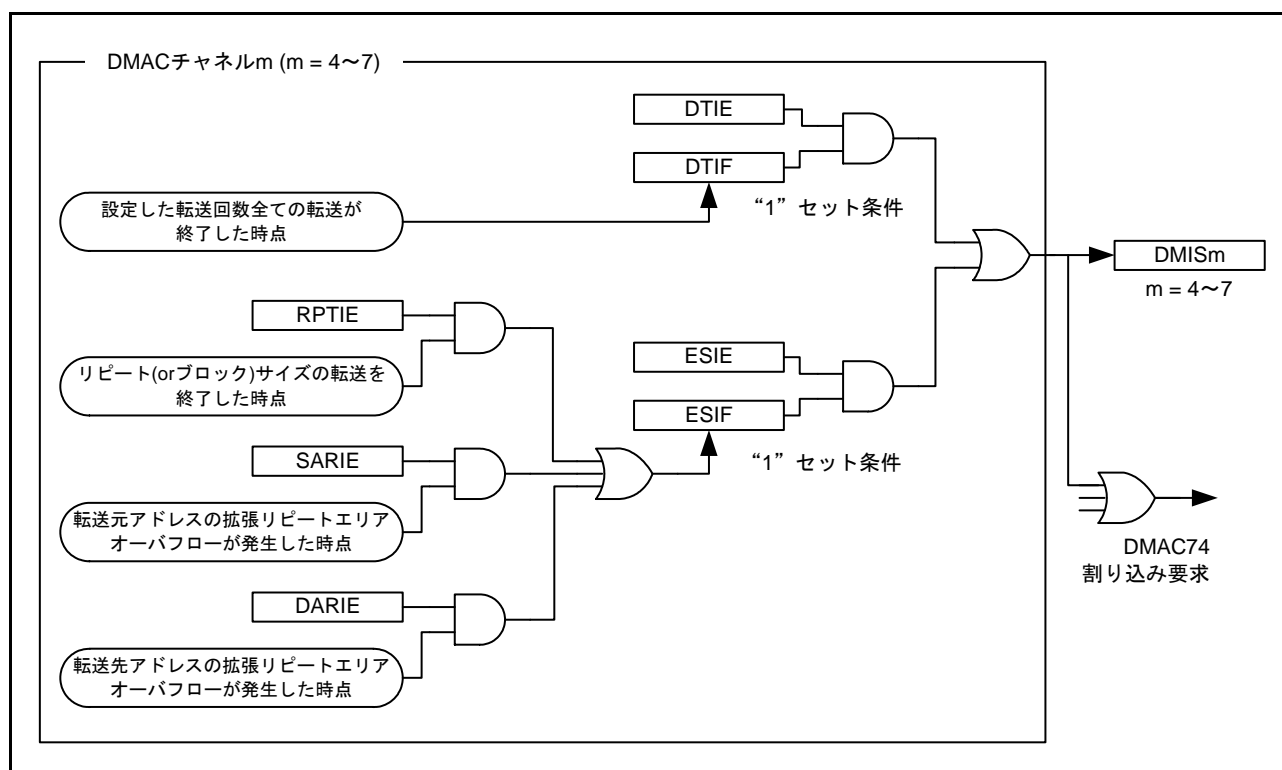 DMACチャネルm (m = 4～7)
DTIE
DTIF
設定した転送回数全ての転送が
終了した時点
“1”セット条件
DMISm
m = 4～7
RPTIE
リピート(orブロック)サイズの転送を
終了した時点
ESIE
ESIF
“1”セット条件
SARIE
転送元アドレスの拡張リピートエリア
オーバフローが発生した時点
DMAC74
割り込み要求
DARIE
転送先アドレスの拡張リピートエリア
オーバフローが発生した時点